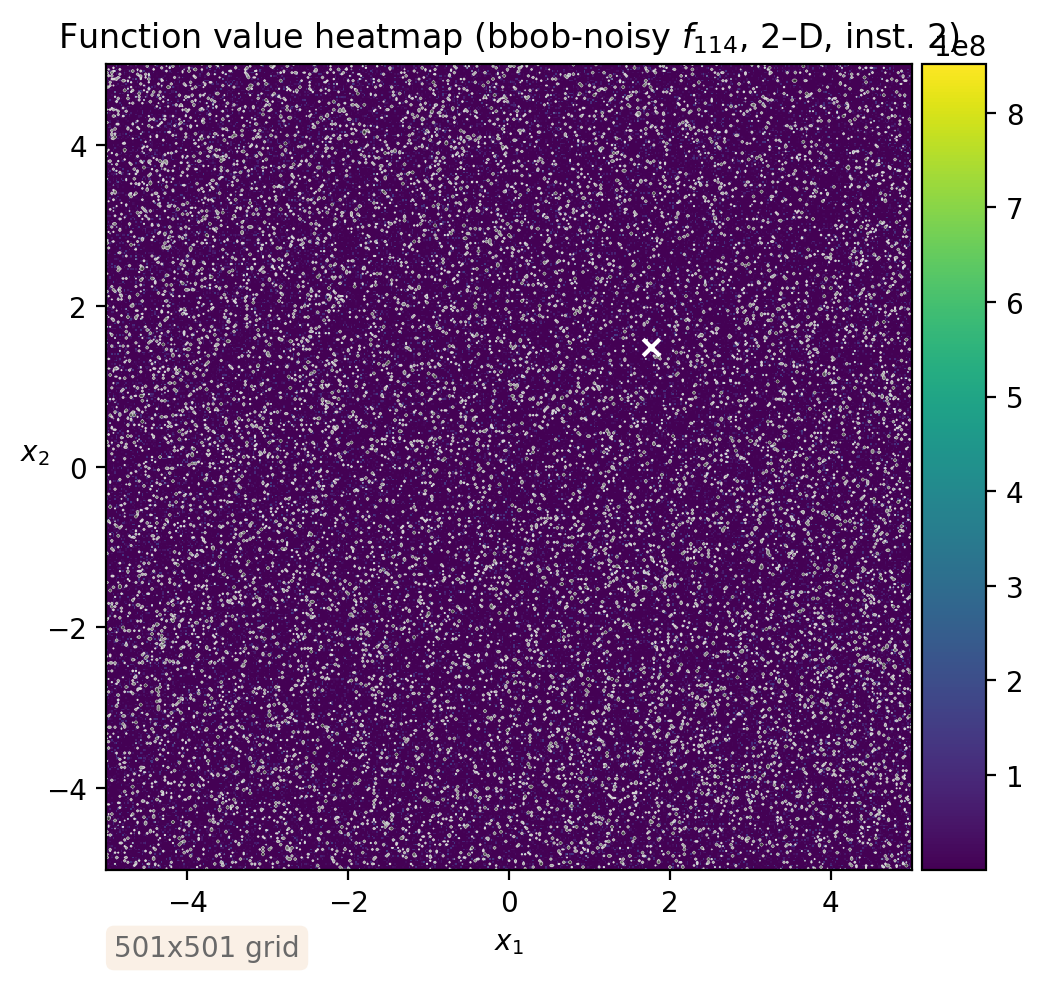 Function value heatmap (bbob-noisy f₁₁₄, 2–D, inst. 2)
1e8
8
7
6
5
4
3
2
1
4
2
0
−2
−4
x₂
−4 −2 0 2 4
x₁
501x501 grid